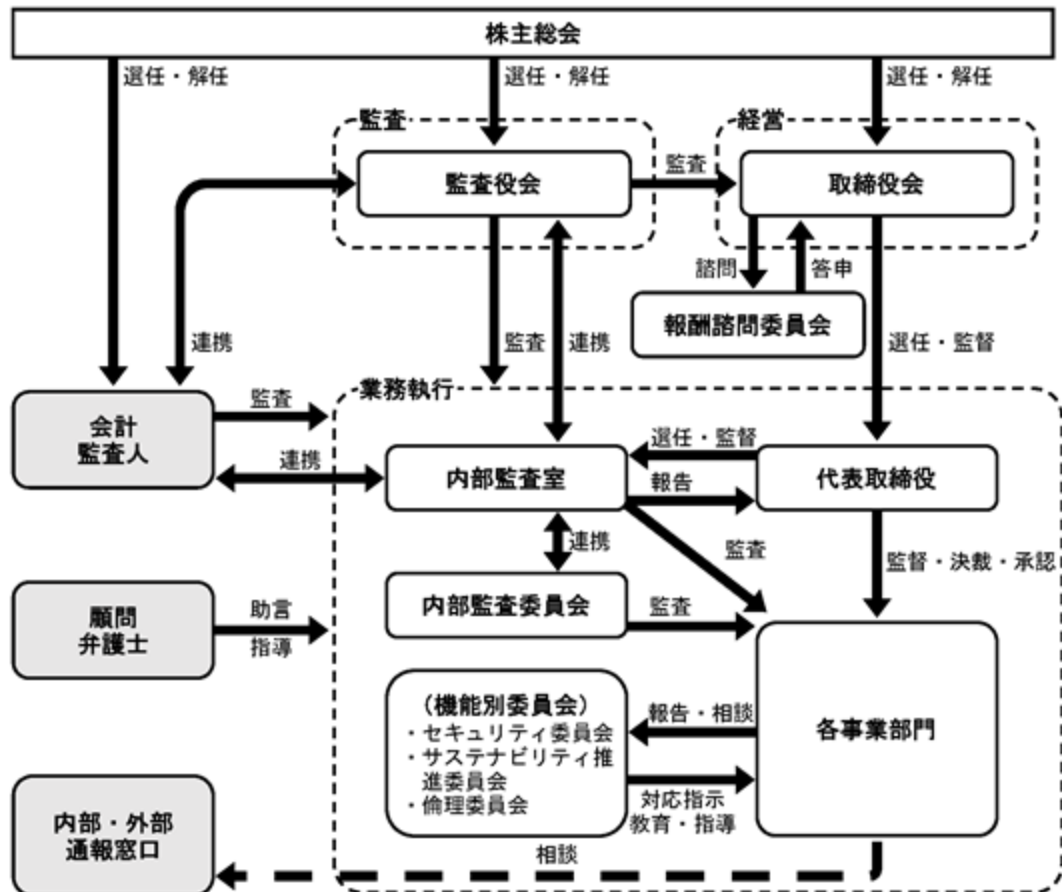 株主総会
選任・解任
選任・解任
選任・解任
監査
経営
監査役会
監査
取締役会
諮問
答申
報酬諮問委員会
連携
監査
連携
選任・監督
業務執行
会計
監査人
監査
連携
内部監査室
選任・監督
報告
代表取締役
連携
監査
監督・決裁・承認
内部監査委員会
監査
顧問
弁護士
助言
指導
(機能別委員会)
・セキュリティ委員会
・サステナビリティ推
進委員会
・倫理委員会
報告・相談
対応指示
教育・指導
各事業部門
内部・外部
通報窓口
相談